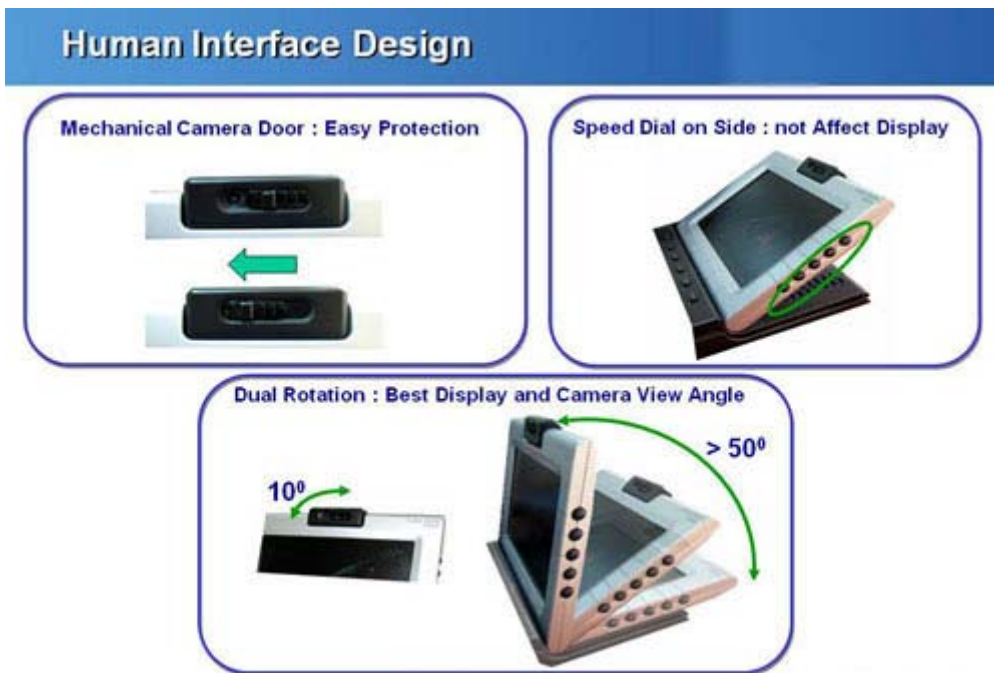 Human Interface Design
Mechanical Camera Door : Easy Protection
Speed Dial on Side : not Affect Display
Dual Rotation : Best Display and Camera View Angle
10⁰
> 50⁰